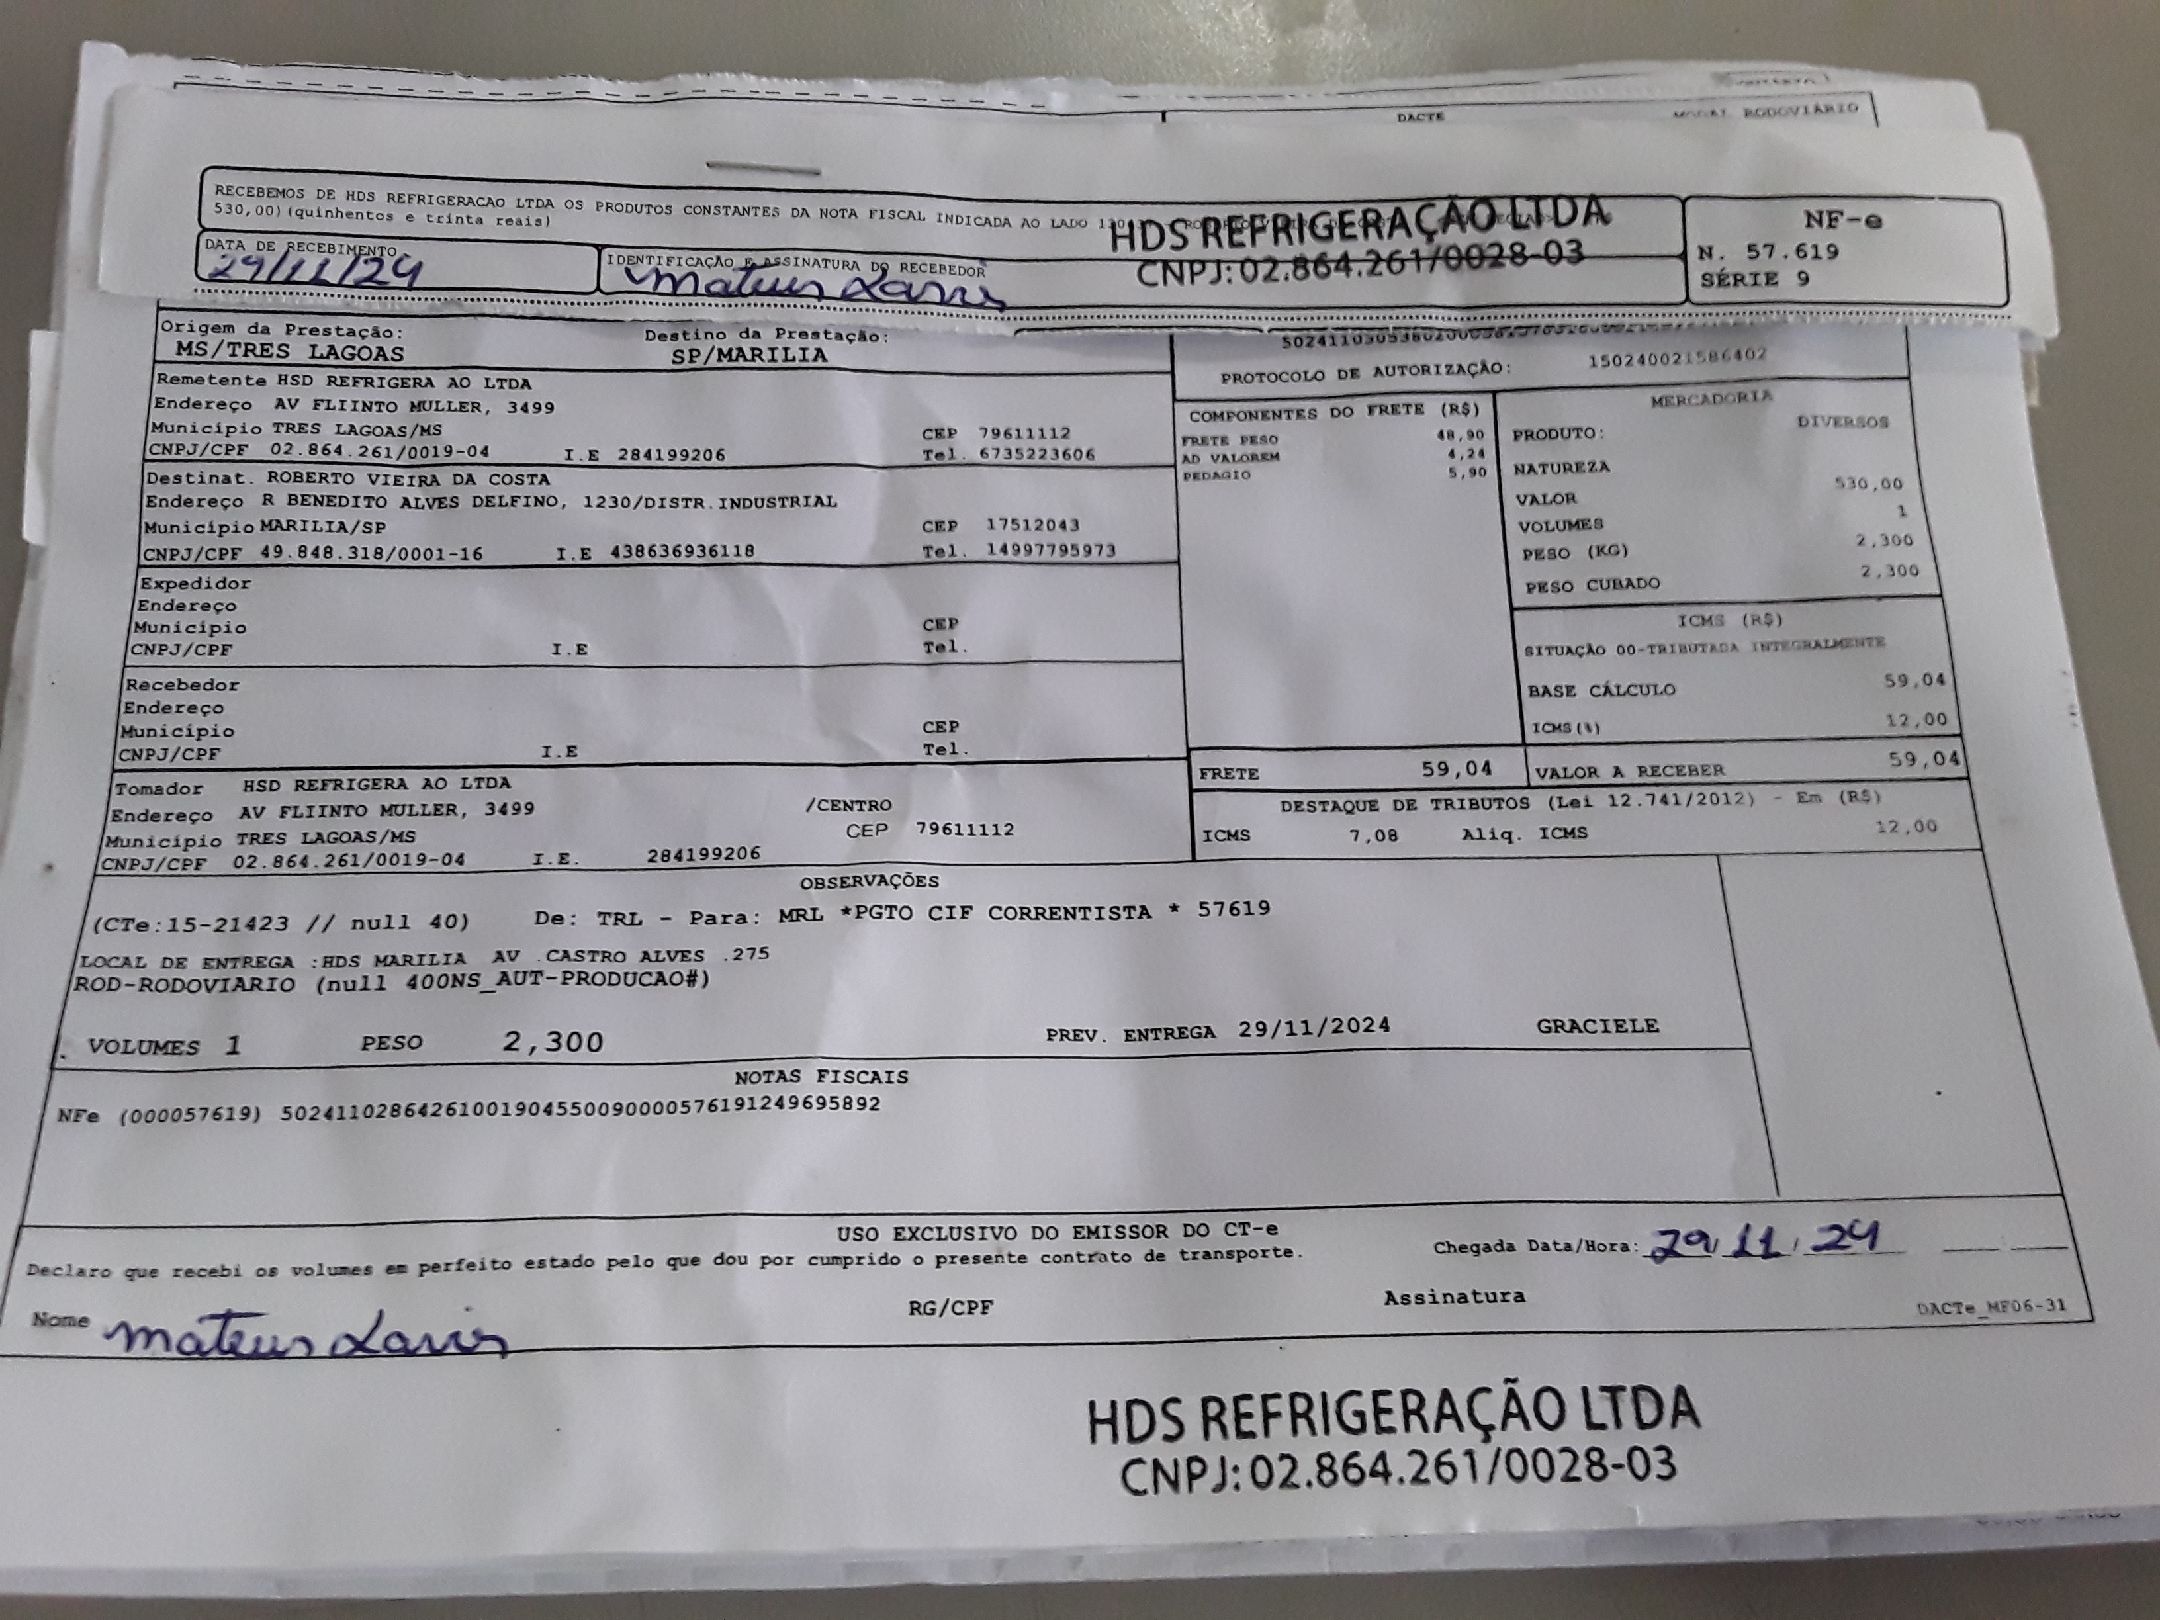 DACTE
MODAL RODOVIÁRIO
RECEBEMOS DE HDS REFRIGERACAO LTDA OS PRODUTOS CONSTANTES DA NOTA FISCAL INDICADA AO LADO
530,00) (quinhentos e trinta reais)
HDS REFRIGERAÇÃO LTDA
CNPJ: 02.864.261/0028-03
NF-e
N. 57.619
SÉRIE 9
DATA DE RECEBIMENTO
29/11/24
IDENTIFICAÇÃO E ASSINATURA DO RECEBEDOR
Mateus
Origem da Prestação:
MS/TRES LAGOAS
Destino da Prestação:
SP/MARILIA
PROTOCOLO DE AUTORIZAÇÃO: 150240021586402
Remetente HSD REFRIGERA AO LTDA
Endereço AV FLIINTO MULLER, 3499
Município TRES LAGOAS/MS CEP 79611112
CNPJ/CPF 02.864.261/0019-04 I.E 284199206 Tel. 6735223606
Destinat. ROBERTO VIEIRA DA COSTA
Endereço R BENEDITO ALVES DELFINO, 1230/DISTR.INDUSTRIAL
Município MARILIA/SP CEP 17512043
CNPJ/CPF 49.848.318/0001-16 I.E 438636936118 Tel. 14997795973
Expedidor
Endereço
Município CEP
CNPJ/CPF I.E Tel.
Recebedor
Endereço
Município CEP
CNPJ/CPF I.E Tel.
Tomador HSD REFRIGERA AO LTDA
Endereço AV FLIINTO MULLER, 3499 /CENTRO
Município TRES LAGOAS/MS CEP 79611112
CNPJ/CPF 02.864.261/0019-04 I.E. 284199206
COMPONENTES DO FRETE (R$)
FRETE PESO 48,90
AD VALOREM 4,24
PEDAGIO 5,90
MERCADORIA
PRODUTO: DIVERSOS
NATUREZA
VALOR 530,00
VOLUMES 1
PESO (KG) 2,300
PESO CUBADO 2,300
ICMS (R$)
SITUAÇÃO 00-TRIBUTADA INTEGRALMENTE
BASE CÁLCULO 59,04
ICMS(%) 12,00
FRETE 59,04 VALOR A RECEBER 59,04
DESTAQUE DE TRIBUTOS (Lei 12.741/2012) - Em (R$)
ICMS 7,08 Aliq. ICMS 12,00
OBSERVAÇÕES
(CTe:15-21423 // null 40) De: TRL - Para: MRL *PGTO CIF CORRENTISTA * 57619
LOCAL DE ENTREGA :HDS MARILIA AV .CASTRO ALVES .275
ROD-RODOVIARIO (null 400NS_AUT-PRODUCAO#)
. VOLUMES 1 PESO 2,300 PREV. ENTREGA 29/11/2024 GRACIELE
NOTAS FISCAIS
NFe (000057619) 50241102864261001904550090000576191249695892
USO EXCLUSIVO DO EMISSOR DO CT-e
Declaro que recebi os volumes em perfeito estado pelo que dou por cumprido o presente contrato de transporte.
Chegada Data/Hora: 29/11/24
Nome Mateus
RG/CPF
Assinatura
DACTe_MF06-31
HDS REFRIGERAÇÃO LTDA
CNPJ: 02.864.261/0028-03